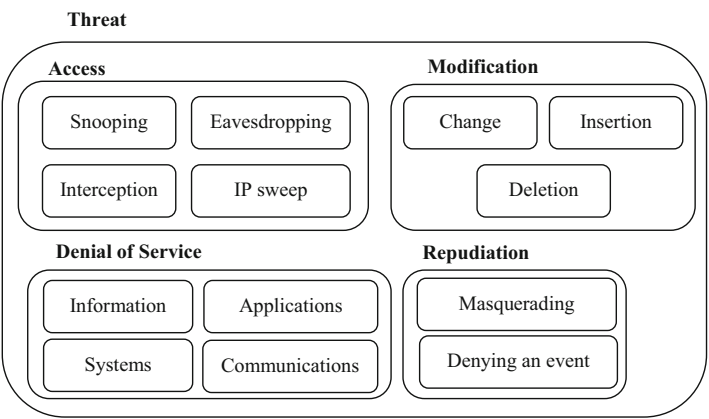 Threat
Access
Snooping
Eavesdropping
Interception
IP sweep
Modification
Change
Insertion
Deletion
Denial of Service
Information
Applications
Systems
Communications
Repudiation
Masquerading
Denying an event